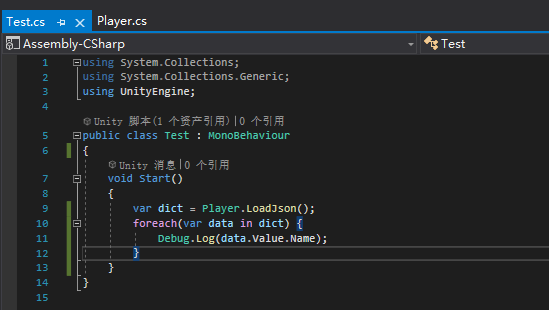 Test.cs Player.cs
Assembly-CSharp Test
1 using System.Collections;
2 using System.Collections.Generic;
3 using UnityEngine;
4
Unity 脚本(1 个资产引用)|0 个引用
5 public class Test : MonoBehaviour
6 {
Unity 消息|0 个引用
7 void Start()
8 {
9 var dict = Player.LoadJson();
10 foreach(var data in dict) {
11 Debug.Log(data.Value.Name);
12 }
13 }
14 }
15